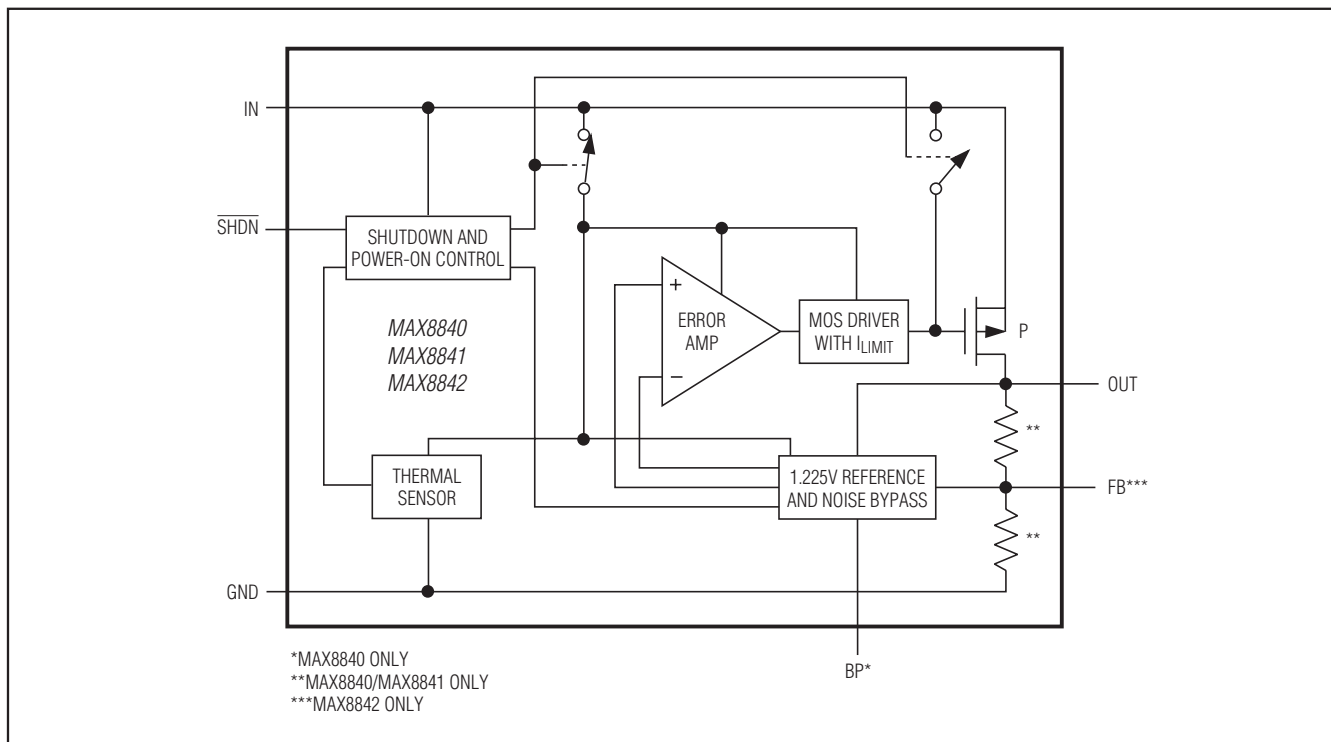 IN
SHDN
SHUTDOWN AND
POWER-ON CONTROL
MAX8840
MAX8841
MAX8842
+
ERROR
AMP
−
MOS DRIVER
WITH ILIMIT
P
OUT
**
THERMAL
SENSOR
1.225V REFERENCE
AND NOISE BYPASS
FB***
**
GND
BP*
*MAX8840 ONLY
**MAX8840/MAX8841 ONLY
***MAX8842 ONLY